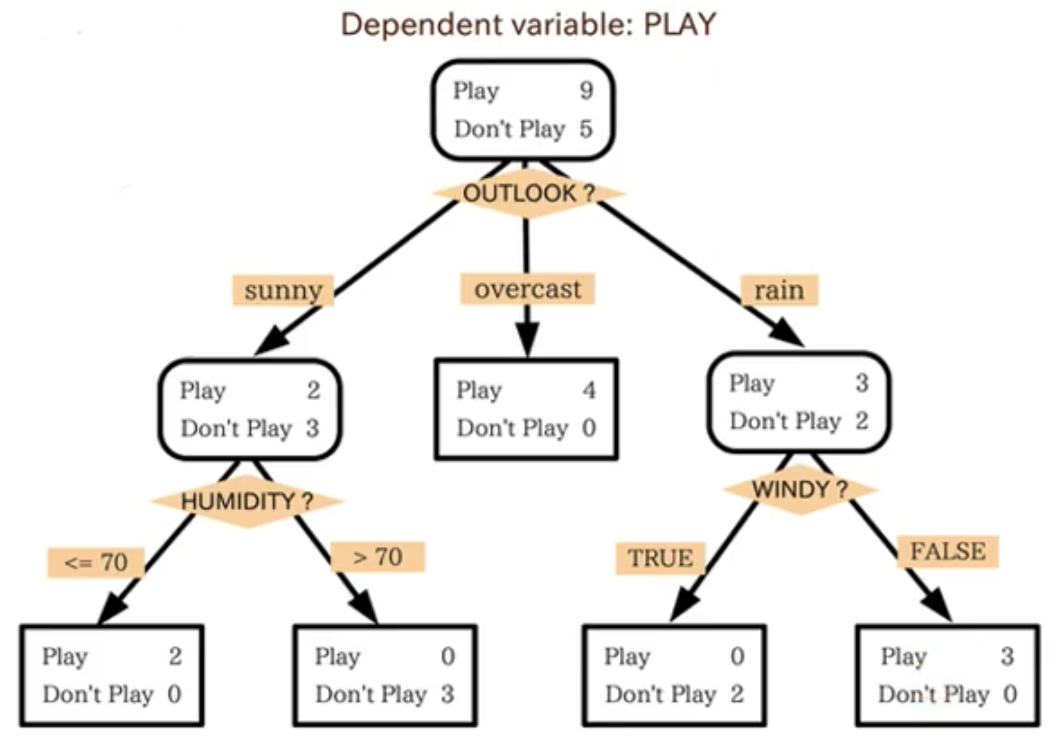 Dependent variable: PLAY
Play 9
Don't Play 5
OUTLOOK ?
sunny
overcast
rain
Play 2
Don't Play 3
Play 4
Don't Play 0
Play 3
Don't Play 2
HUMIDITY ?
WINDY ?
<= 70
> 70
TRUE
FALSE
Play 2
Don't Play 0
Play 0
Don't Play 3
Play 0
Don't Play 2
Play 3
Don't Play 0